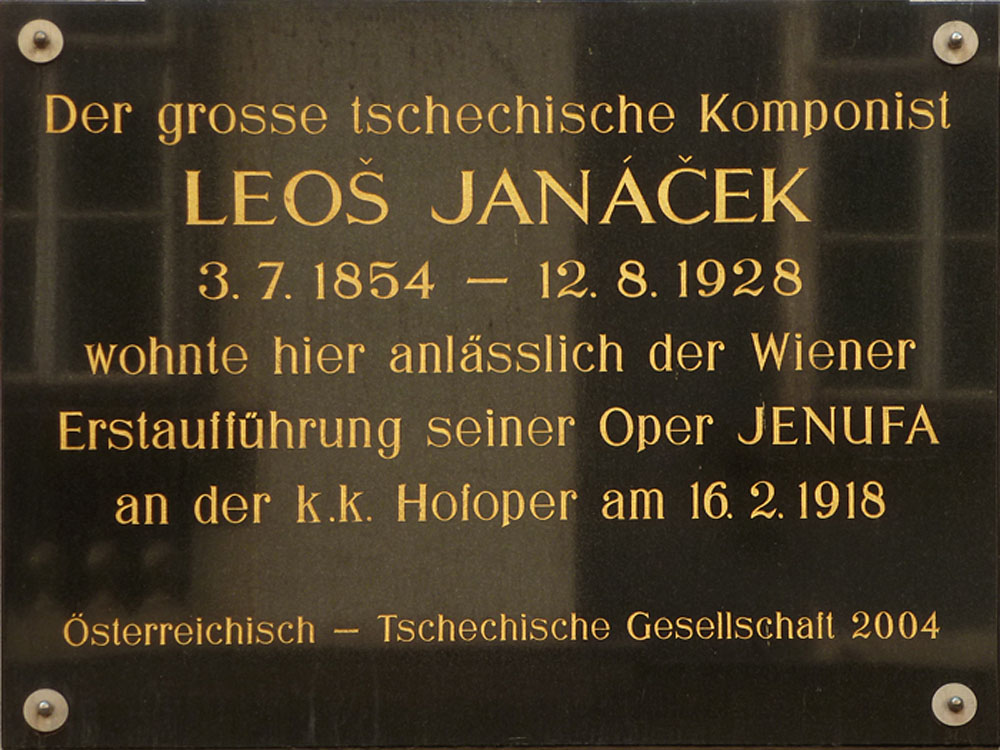 Der grosse tschechische Komponist
LEOŠ JANÁČEK
3. 7. 1854 – 12. 8. 1928
wohnte hier anlässlich der Wiener
Erstaufführung seiner Oper JENUFA
an der k.k. Hofoper am 16. 2. 1918
Österreichisch – Tschechische Gesellschaft 2004